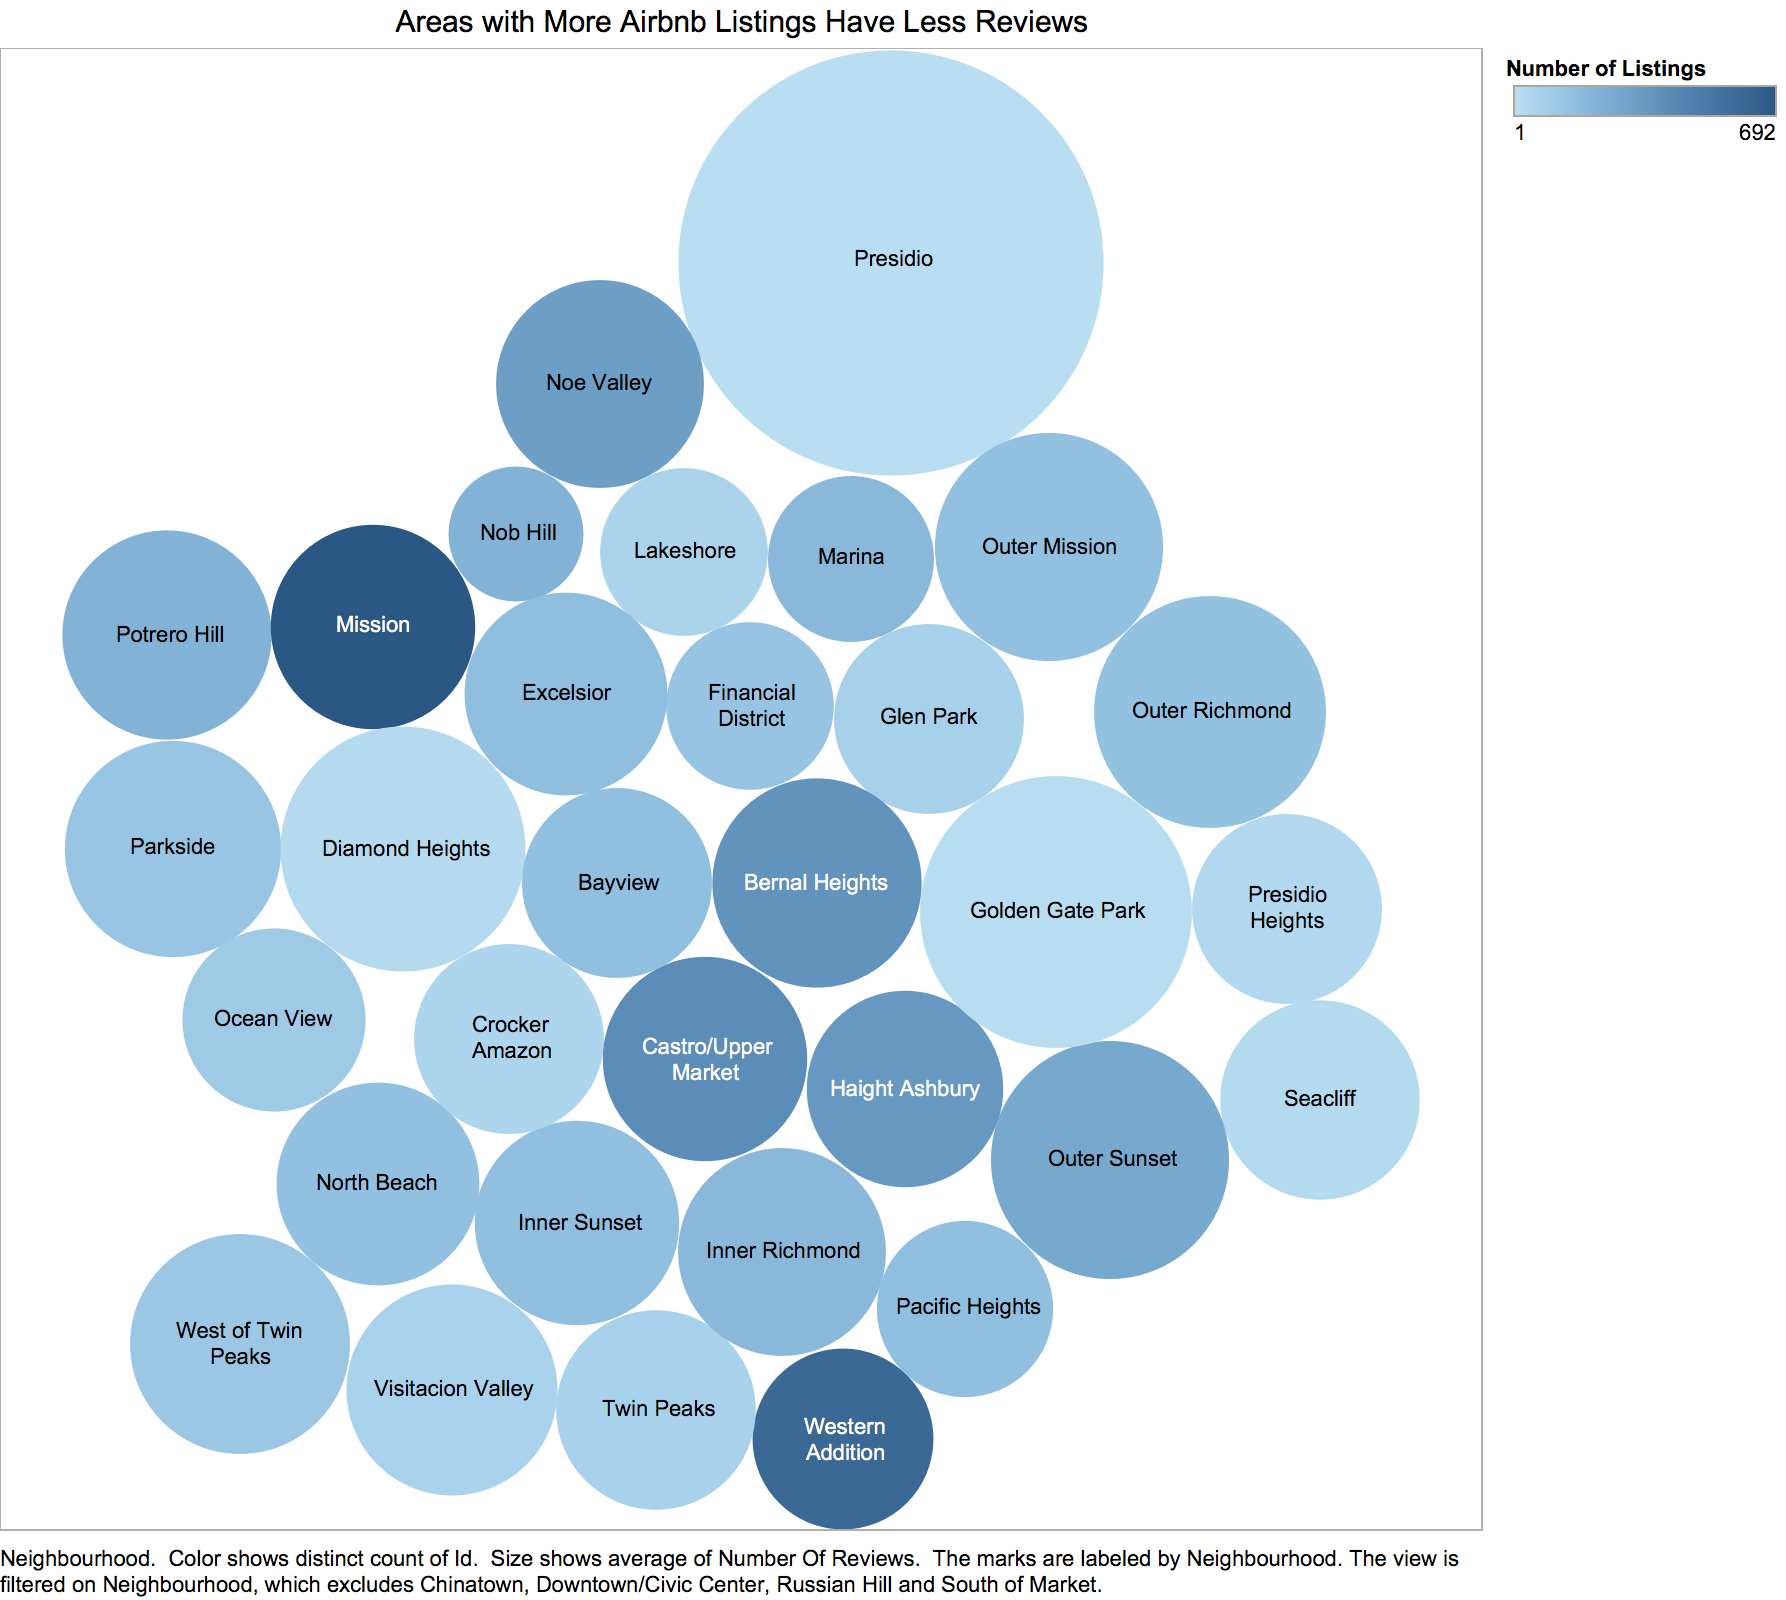 Areas with More Airbnb Listings Have Less Reviews
Number of Listings
1
692
Presidio
Noe Valley
Nob Hill
Lakeshore
Marina
Outer Mission
Potrero Hill
Mission
Excelsior
Financial
District
Glen Park
Outer Richmond
Parkside
Diamond Heights
Bayview
Bernal Heights
Golden Gate Park
Presidio
Heights
Ocean View
Crocker
Amazon
Castro/Upper
Market
Haight Ashbury
Outer Sunset
Seacliff
North Beach
Inner Sunset
Inner Richmond
Pacific Heights
West of Twin
Peaks
Visitacion Valley
Twin Peaks
Western
Addition
Neighbourhood.  Color shows distinct count of Id.  Size shows average of Number Of Reviews.  The marks are labeled by Neighbourhood. The view is
filtered on Neighbourhood, which excludes Chinatown, Downtown/Civic Center, Russian Hill and South of Market.